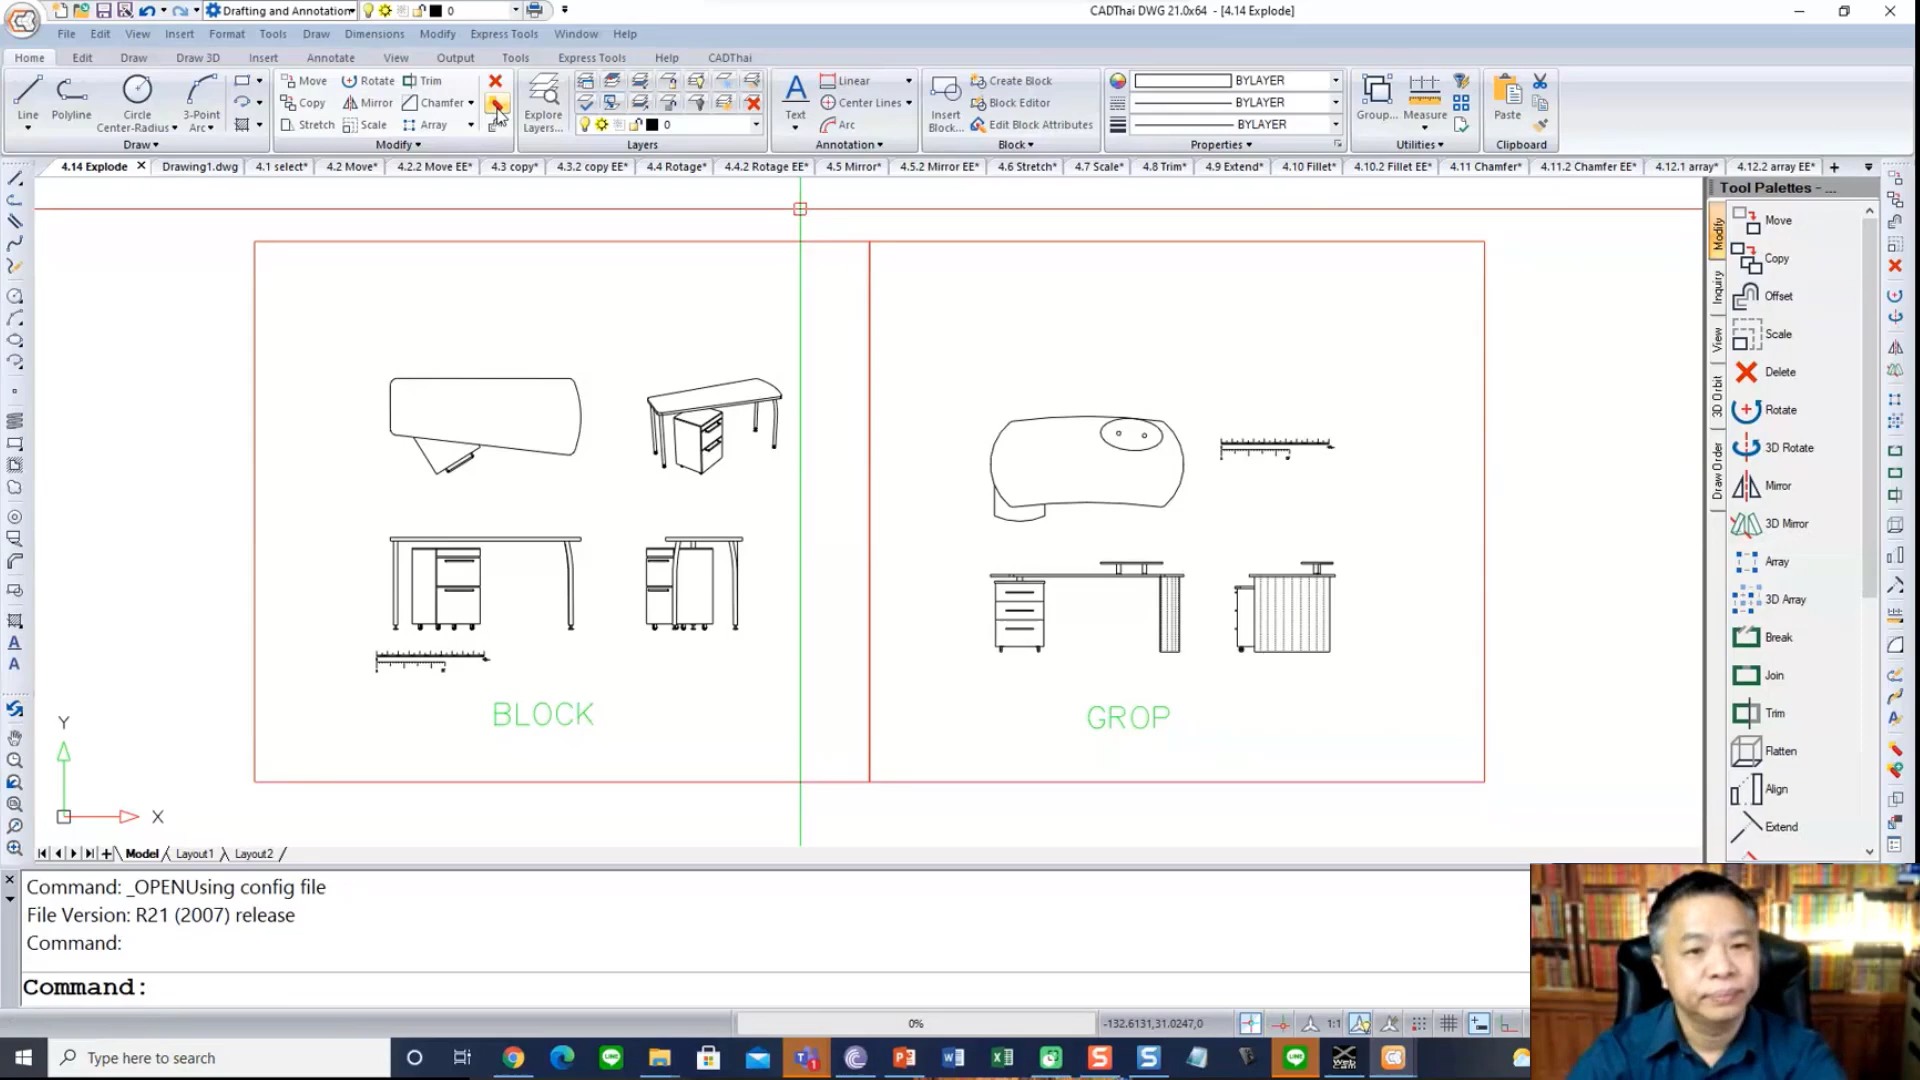 Drafting and Annotation
0
CADThai DWG 21.0x64 - [4.14 Explode]
File Edit View Insert Format Tools Draw Dimensions Modify Express Tools Window Help
Home Edit Draw Draw 3D Insert Annotate View Output Tools Express Tools Help CADThai
Line
Polyline
Circle
Center-Radius
3-Point
Arc
Draw
Move Rotate Trim
Copy Mirror Chamfer
Stretch Scale Array
Modify
Explore
Layers...
0
Layers
Text
Linear
Center Lines
Arc
Annotation
Insert
Block...
Create Block
Block Editor
Edit Block Attributes
Block
BYLAYER
BYLAYER
BYLAYER
Properties
Group...
Measure
Utilities
Paste
Clipboard
4.14 Explode Drawing1.dwg 4.1 select* 4.2 Move* 4.2.2 Move EE* 4.3 copy* 4.3.2 copy EE* 4.4 Rotage* 4.4.2 Rotage EE* 4.5 Mirror* 4.5.2 Mirror EE* 4.6 Stretch* 4.7 Scale* 4.8 Trim* 4.9 Extend* 4.10 Fillet* 4.10.2 Fillet EE* 4.11 Chamfer* 4.11.2 Chamfer EE* 4.12.1 array* 4.12.2 array EE*
Tool Palettes - ...
Modify
Inquiry
View
3D Orbit
Draw Order
Move
Copy
Offset
Scale
Delete
Rotate
3D Rotate
Mirror
3D Mirror
Array
3D Array
Break
Join
Trim
Flatten
Align
Extend
BLOCK
GROP
Y
X
Model Layout1 Layout2
Command: _OPENUsing config file
File Version: R21 (2007) release
Command:
Command:
0%
-132.6131,31.0247,0
1:1
Type here to search